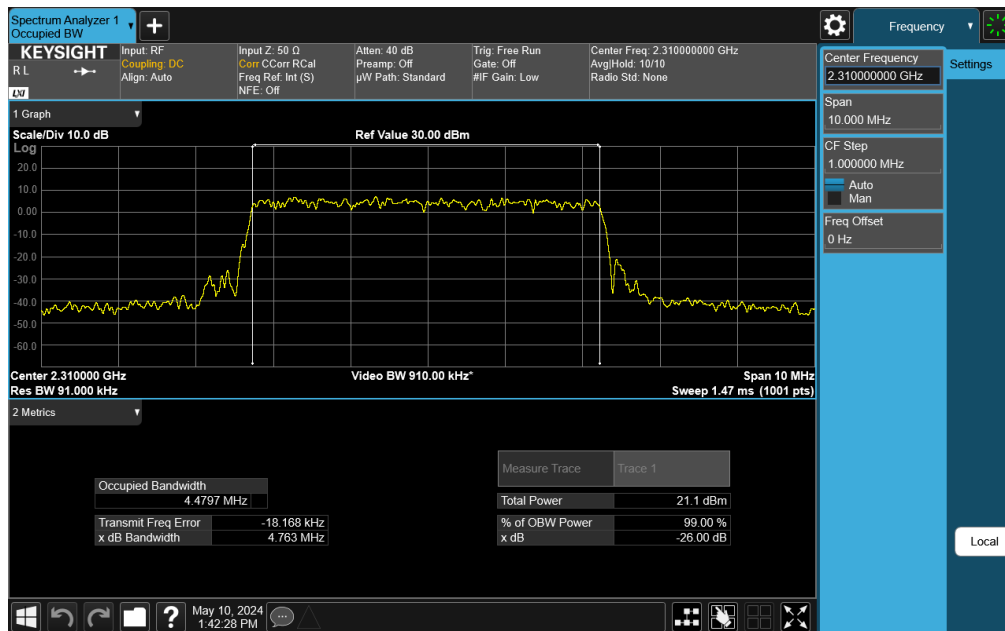 Spectrum Analyzer 1
Occupied BW
Frequency
KEYSIGHT
R L
LXI
Input: RF
Coupling: DC
Align: Auto
Input Z: 50 Ω
Corr CCorr RCal
Freq Ref: Int (S)
NFE: Off
Atten: 40 dB
Preamp: Off
µW Path: Standard
Trig: Free Run
Gate: Off
#IF Gain: Low
Center Freq: 2.310000000 GHz
Avg|Hold: 10/10
Radio Std: None
Center Frequency
2.310000000 GHz
Settings
Span
10.000 MHz
CF Step
1.000000 MHz
Auto
Man
Freq Offset
0 Hz
Local
1 Graph
Scale/Div 10.0 dB
Ref Value 30.00 dBm
Log
20.0
10.0
0.00
-10.0
-20.0
-30.0
-40.0
-50.0
-60.0
Center 2.310000 GHz
Video BW 910.00 kHz*
Span 10 MHz
Res BW 91.000 kHz
Sweep 1.47 ms (1001 pts)
2 Metrics
Measure Trace
Trace 1
Occupied Bandwidth
4.4797 MHz
Total Power
21.1 dBm
Transmit Freq Error
-18.168 kHz
% of OBW Power
99.00 %
x dB Bandwidth
4.763 MHz
x dB
-26.00 dB
?
May 10, 2024
1:42:28 PM